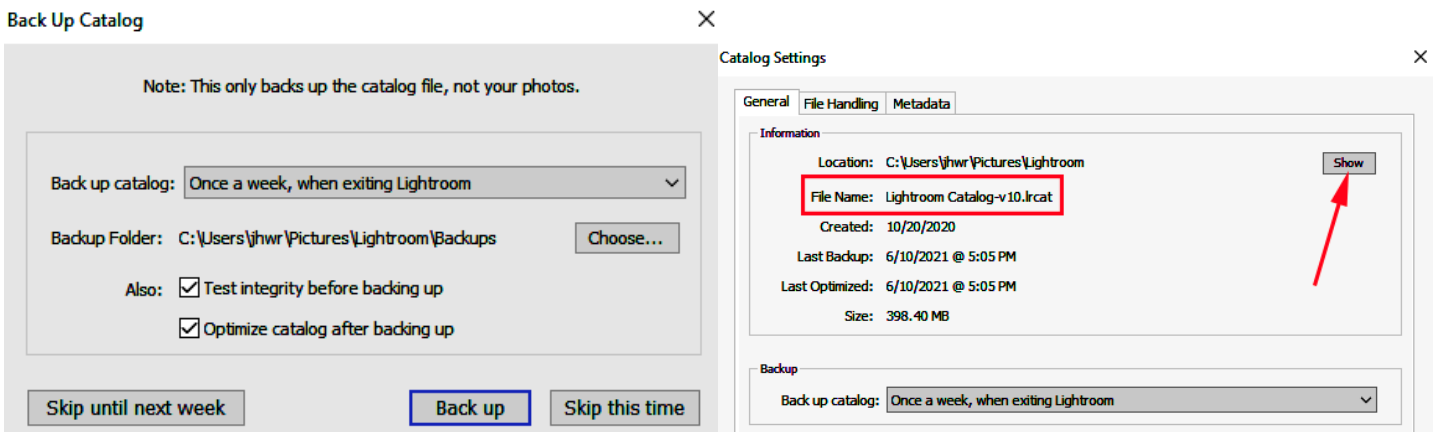 Back Up Catalog
Note: This only backs up the catalog file, not your photos.
Back up catalog: Once a week, when exiting Lightroom
Backup Folder: C:\Users\jhwr\Pictures\Lightroom\Backups Choose...
Also: Test integrity before backing up
Optimize catalog after backing up
Skip until next week Back up Skip this time
Catalog Settings
General File Handling Metadata
Information
Location: C:\Users\jhwr\Pictures\Lightroom Show
File Name: Lightroom Catalog-v10.lrcat
Created: 10/20/2020
Last Backup: 6/10/2021 @ 5:05 PM
Last Optimized: 6/10/2021 @ 5:05 PM
Size: 398.40 MB
Backup
Back up catalog: Once a week, when exiting Lightroom